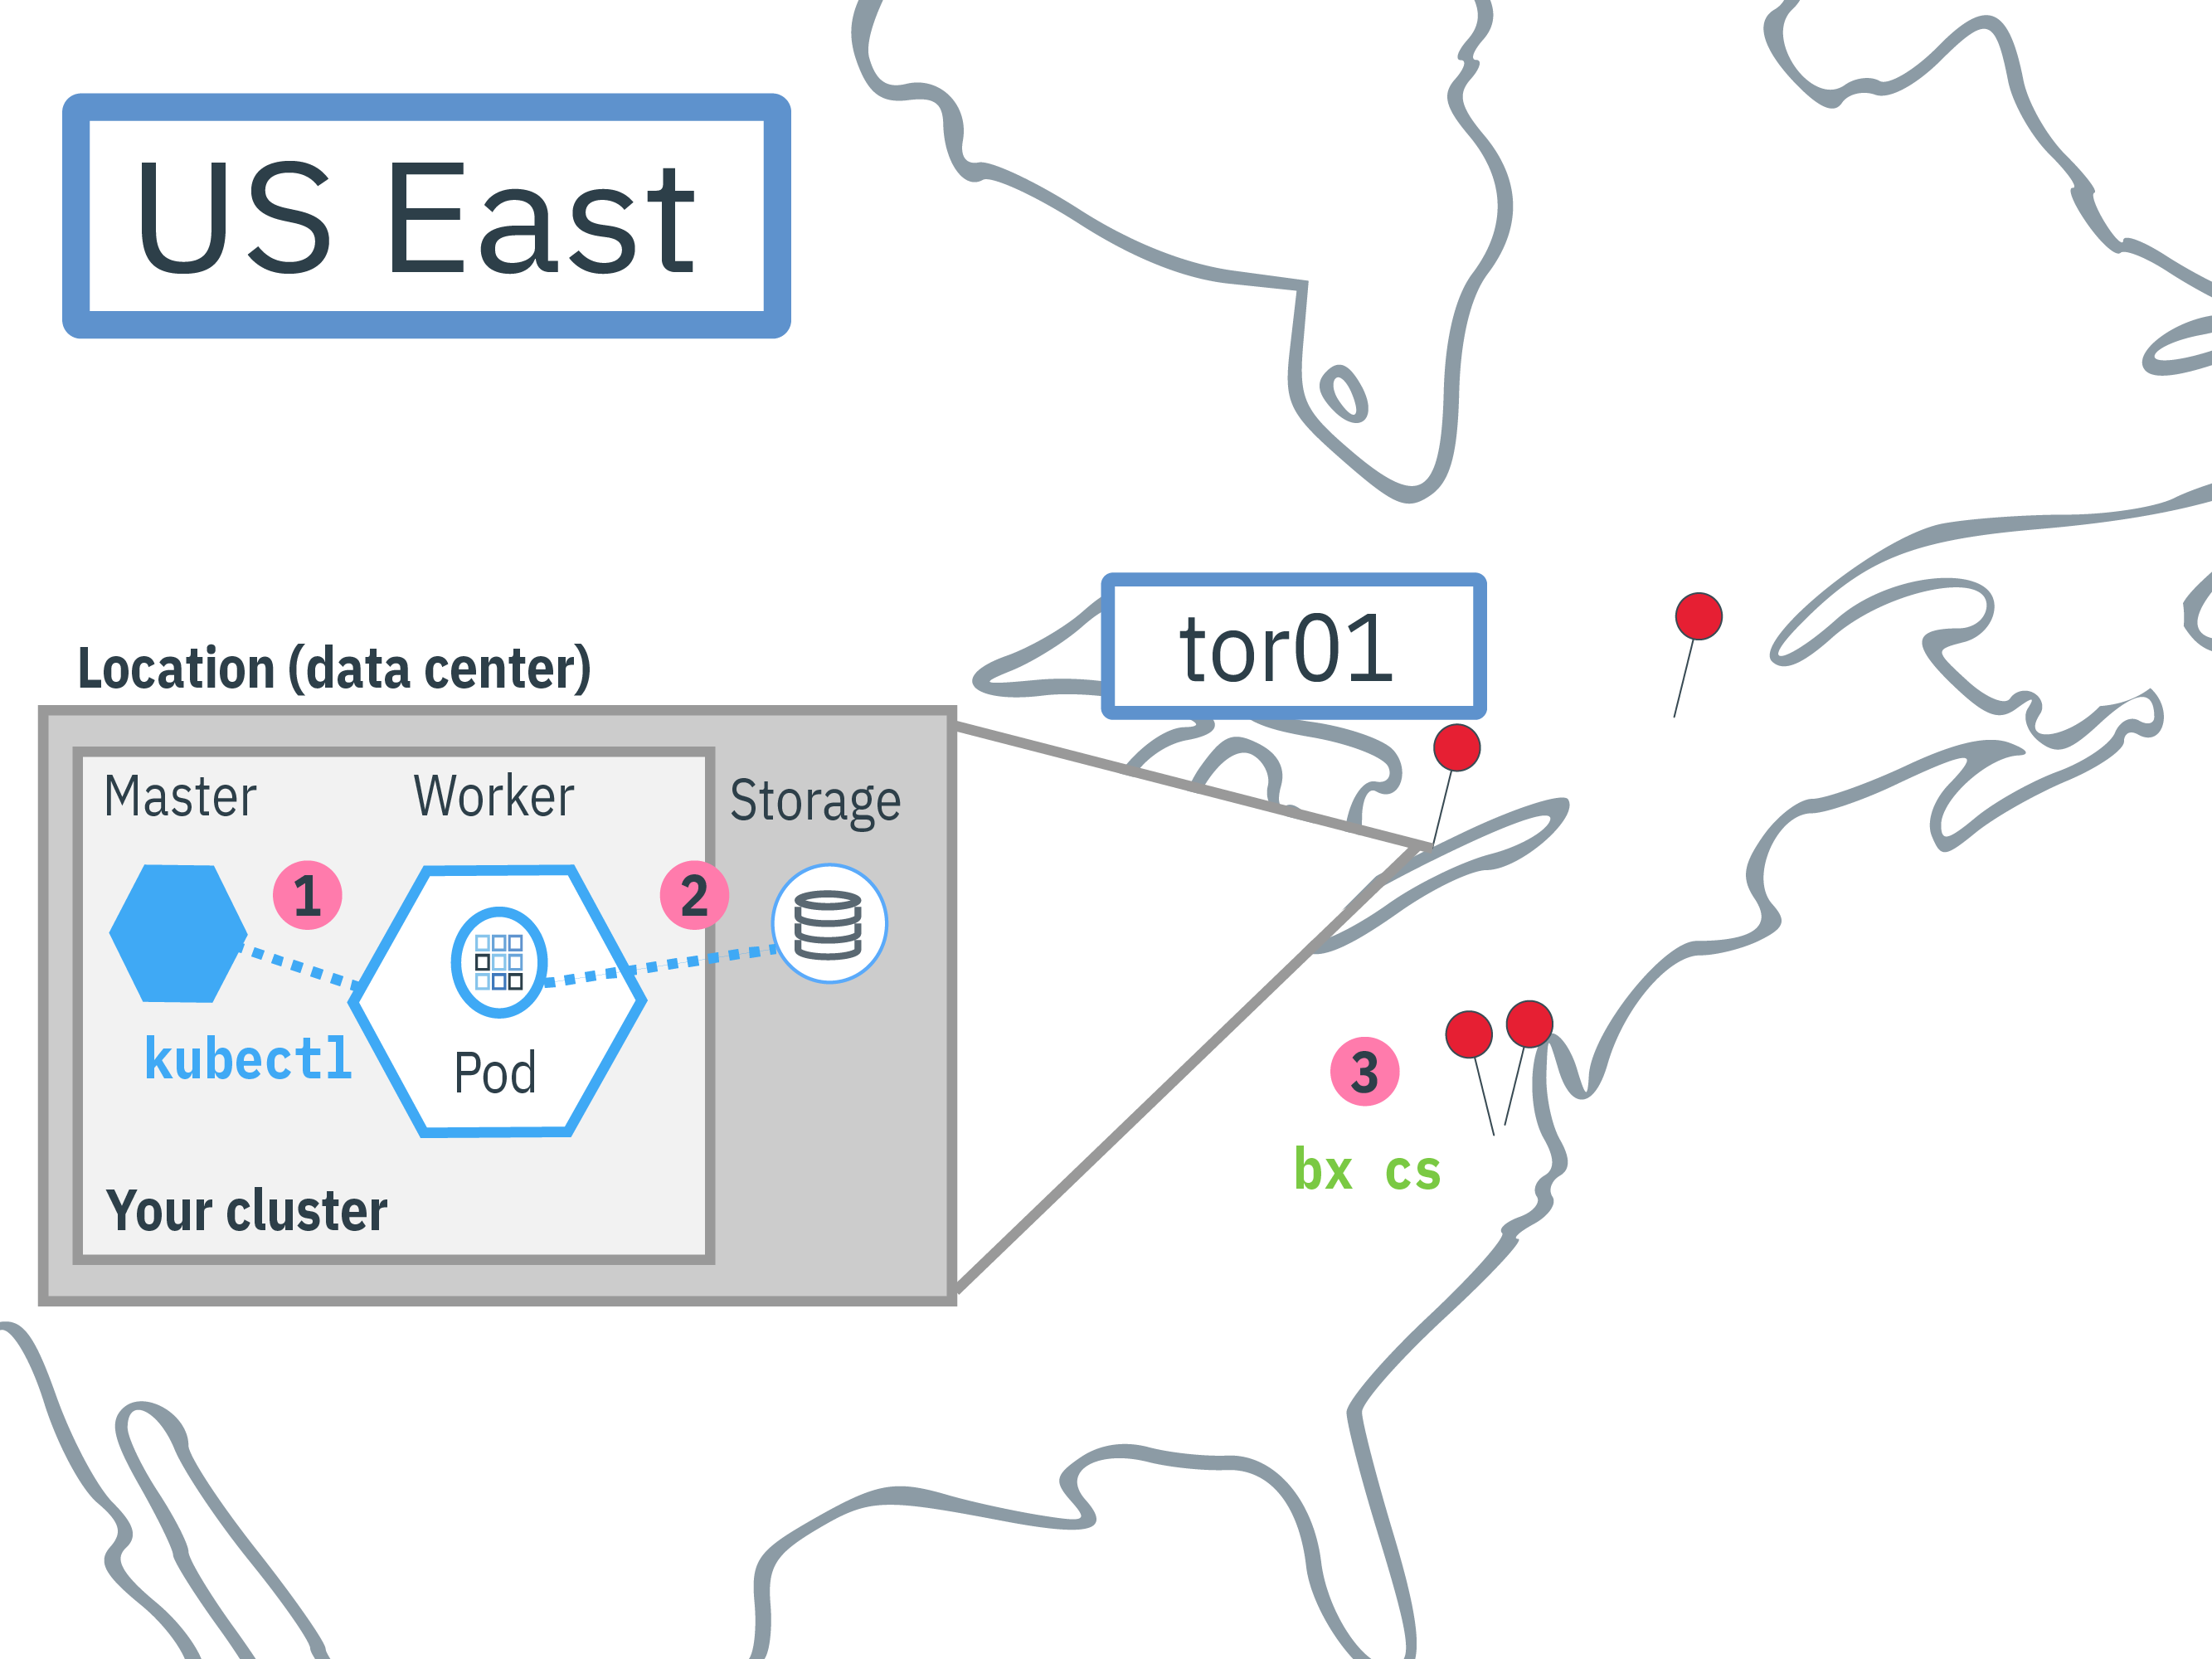 US East
tor01
Location (data center)
Master
Worker
Storage
1
2
kubectl
Pod
3
bx cs
Your cluster